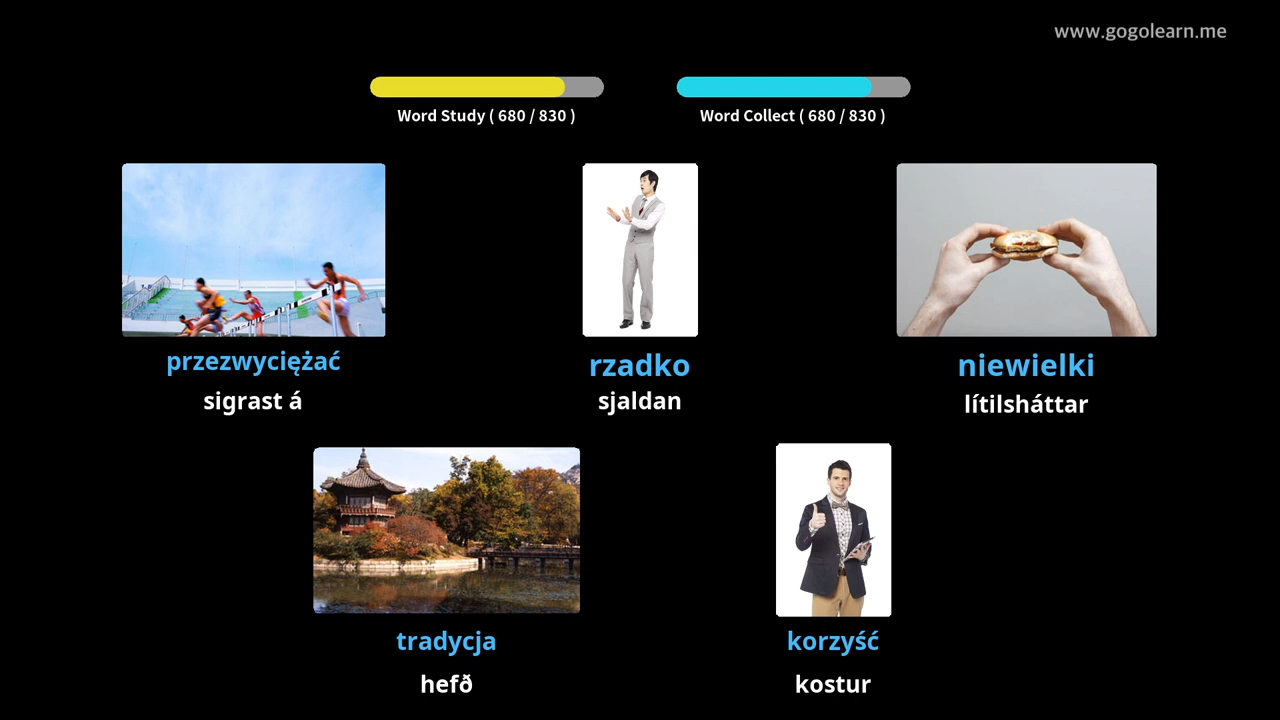 www.gogolearn.me
Word Study ( 680 / 830 )
Word Collect ( 680 / 830 )
przezwyciężać
rzadko
niewielki
sigrast á
sjaldan
lítilsháttar
tradycja
korzyść
hefð
kostur